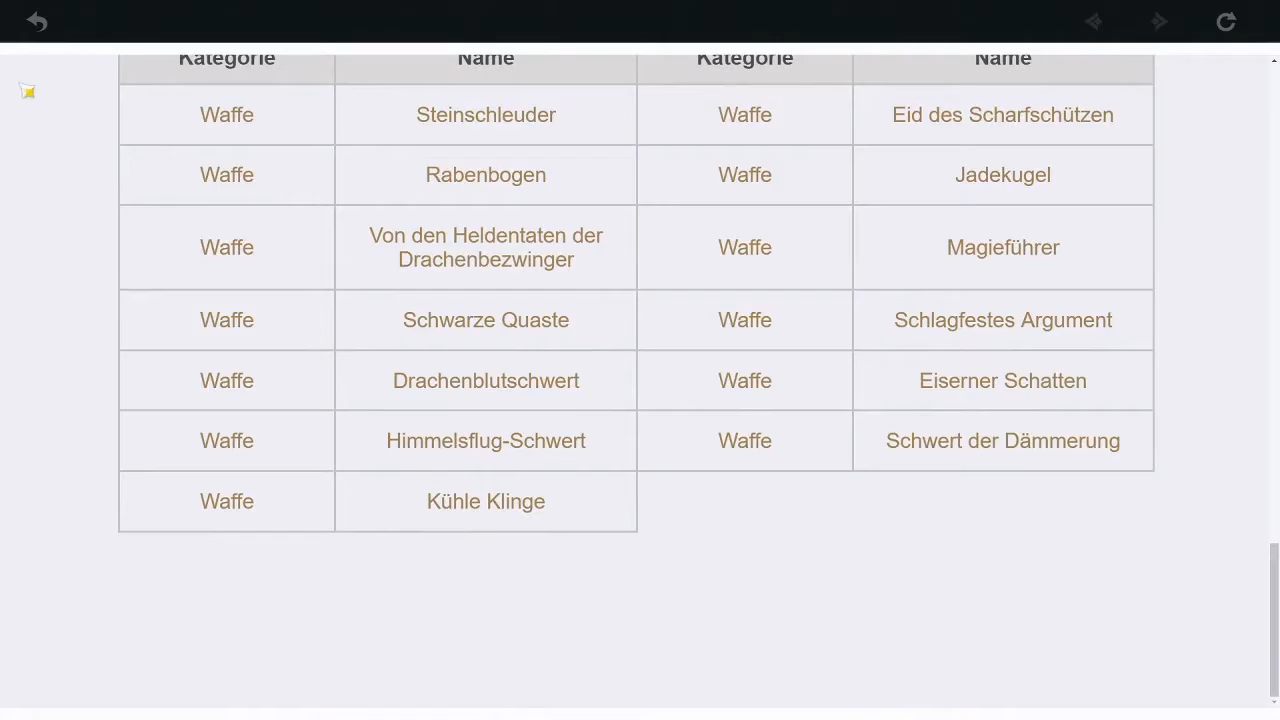 Kategorie Name Kategorie Name
Waffe Steinschleuder Waffe Eid des Scharfschützen
Waffe Rabenbogen Waffe Jadekugel
Waffe Von den Heldentaten der
Drachenbezwinger Waffe Magieführer
Waffe Schwarze Quaste Waffe Schlagfestes Argument
Waffe Drachenblutschwert Waffe Eiserner Schatten
Waffe Himmelsflug-Schwert Waffe Schwert der Dämmerung
Waffe Kühle Klinge